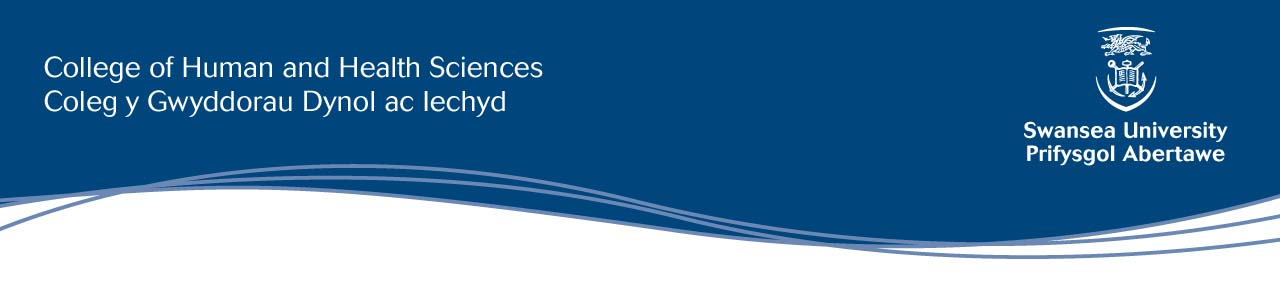 College of Human and Health Sciences
Coleg y Gwyddorau Dynol ac Iechyd
Swansea University
Prifysgol Abertawe